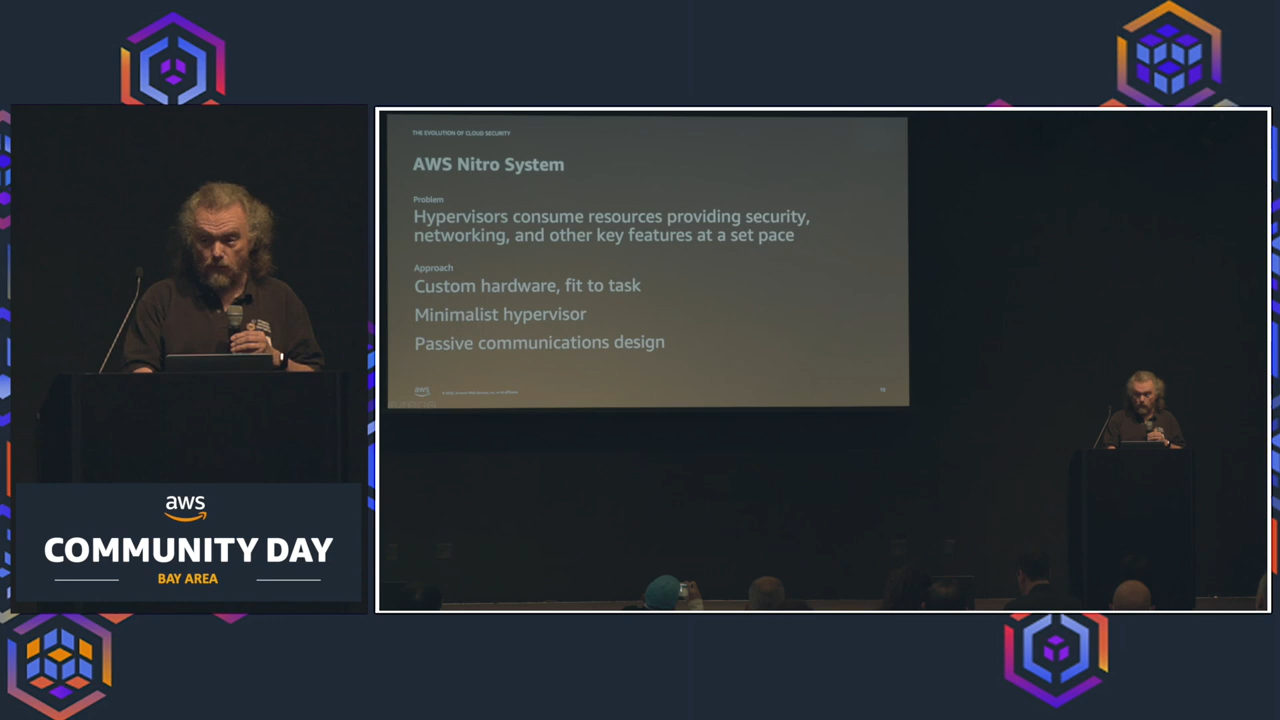 THE EVOLUTION OF CLOUD SECURITY
AWS Nitro System
Problem
Hypervisors consume resources providing security,
networking, and other key features at a set pace
Approach
Custom hardware, fit to task
Minimalist hypervisor
Passive communications design
aws
aws
COMMUNITY DAY
BAY AREA